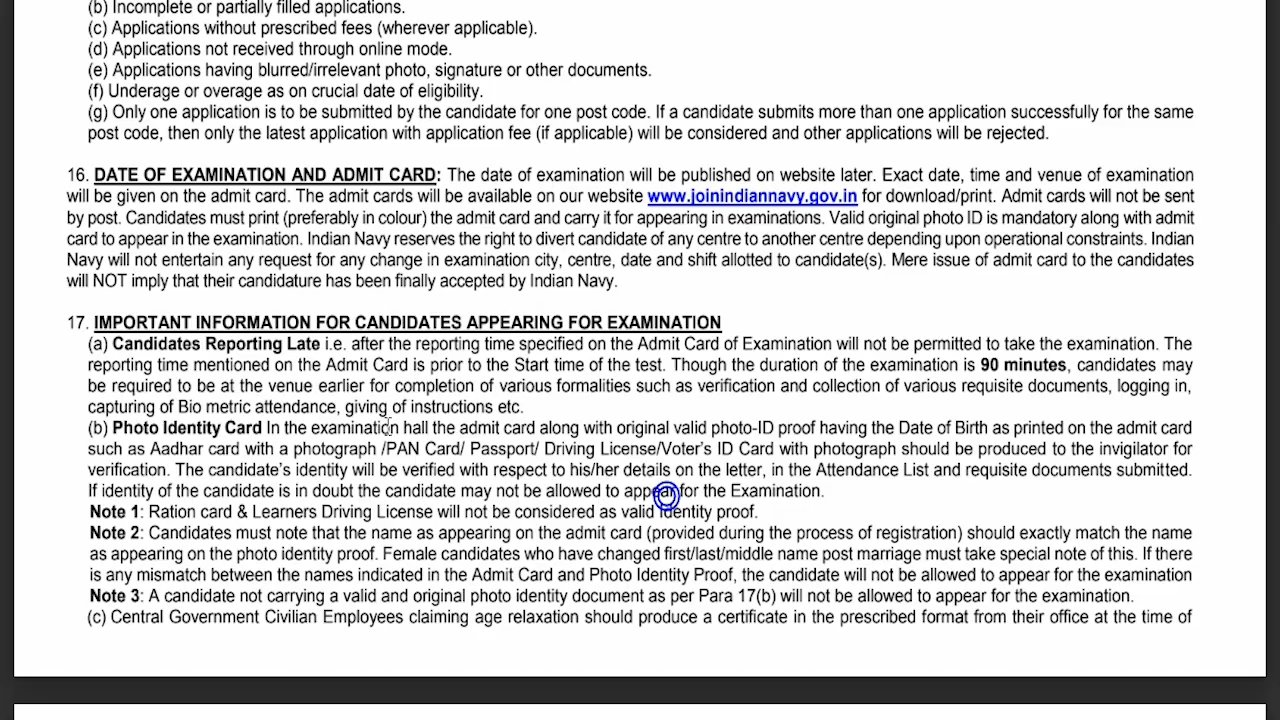 (b) Incomplete or partially filled applications.
(c) Applications without prescribed fees (wherever applicable).
(d) Applications not received through online mode.
(e) Applications having blurred/irrelevant photo, signature or other documents.
(f) Underage or overage as on crucial date of eligibility.
(g) Only one application is to be submitted by the candidate for one post code. If a candidate submits more than one application successfully for the same
post code, then only the latest application with application fee (if applicable) will be considered and other applications will be rejected.
16. DATE OF EXAMINATION AND ADMIT CARD: The date of examination will be published on website later. Exact date, time and venue of examination
will be given on the admit card. The admit cards will be available on our website www.joinindiannavy.gov.in for download/print. Admit cards will not be sent
by post. Candidates must print (preferably in colour) the admit card and carry it for appearing in examinations. Valid original photo ID is mandatory along with admit
card to appear in the examination. Indian Navy reserves the right to divert candidate of any centre to another centre depending upon operational constraints. Indian
Navy will not entertain any request for any change in examination city, centre, date and shift allotted to candidate(s). Mere issue of admit card to the candidates
will NOT imply that their candidature has been finally accepted by Indian Navy.
17. IMPORTANT INFORMATION FOR CANDIDATES APPEARING FOR EXAMINATION
(a) Candidates Reporting Late i.e. after the reporting time specified on the Admit Card of Examination will not be permitted to take the examination. The
reporting time mentioned on the Admit Card is prior to the Start time of the test. Though the duration of the examination is 90 minutes, candidates may
be required to be at the venue earlier for completion of various formalities such as verification and collection of various requisite documents, logging in,
capturing of Bio metric attendance, giving of instructions etc.
(b) Photo Identity Card In the examination hall the admit card along with original valid photo-ID proof having the Date of Birth as printed on the admit card
such as Aadhar card with a photograph /PAN Card/ Passport/ Driving License/Voter's ID Card with photograph should be produced to the invigilator for
verification. The candidate's identity will be verified with respect to his/her details on the letter, in the Attendance List and requisite documents submitted.
If identity of the candidate is in doubt the candidate may not be allowed to appear for the Examination.
Note 1: Ration card & Learners Driving License will not be considered as valid identity proof.
Note 2: Candidates must note that the name as appearing on the admit card (provided during the process of registration) should exactly match the name
as appearing on the photo identity proof. Female candidates who have changed first/last/middle name post marriage must take special note of this. If there
is any mismatch between the names indicated in the Admit Card and Photo Identity Proof, the candidate will not be allowed to appear for the examination
Note 3: A candidate not carrying a valid and original photo identity document as per Para 17(b) will not be allowed to appear for the examination.
(c) Central Government Civilian Employees claiming age relaxation should produce a certificate in the prescribed format from their office at the time of